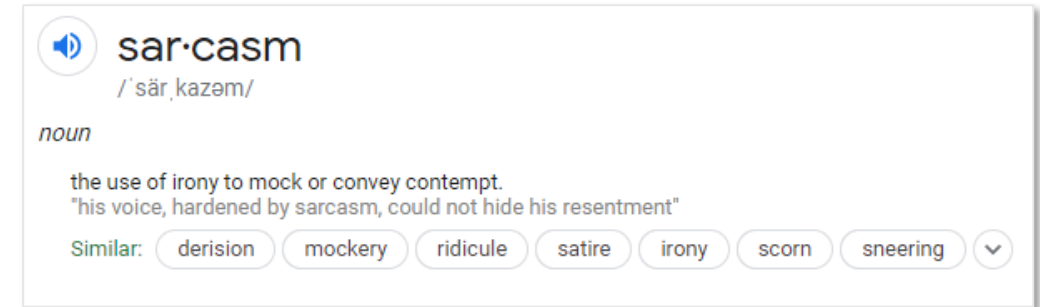 sar·casm
/ˈsärˌkazəm/
noun
the use of irony to mock or convey contempt.
"his voice, hardened by sarcasm, could not hide his resentment"
Similar: derision mockery ridicule satire irony scorn sneering